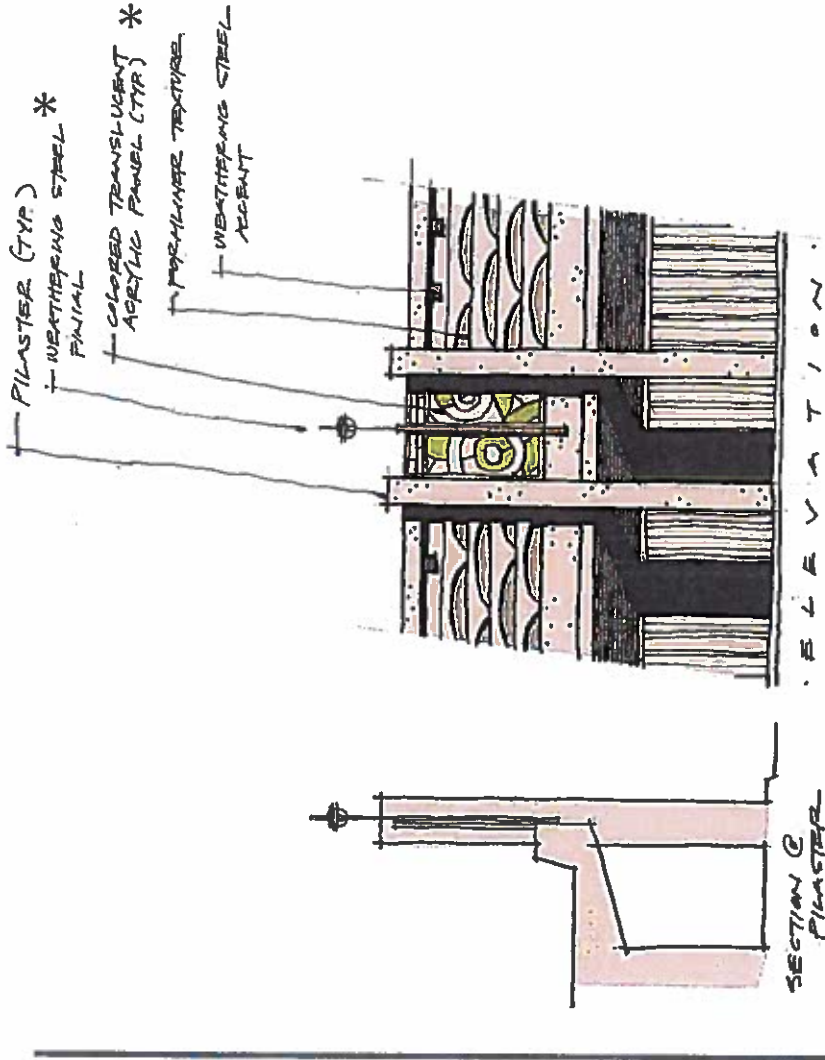 PILASTER (TYP.)
WEATHERING STEEL *
FINIAL
COLORED TRANSLUCENT
ACRYLIC PANEL (TYP.) *
FORMLINER TEXTURE
WEATHERING STEEL
ACCENT
SECTION @
PILASTER
. ELEVATION .